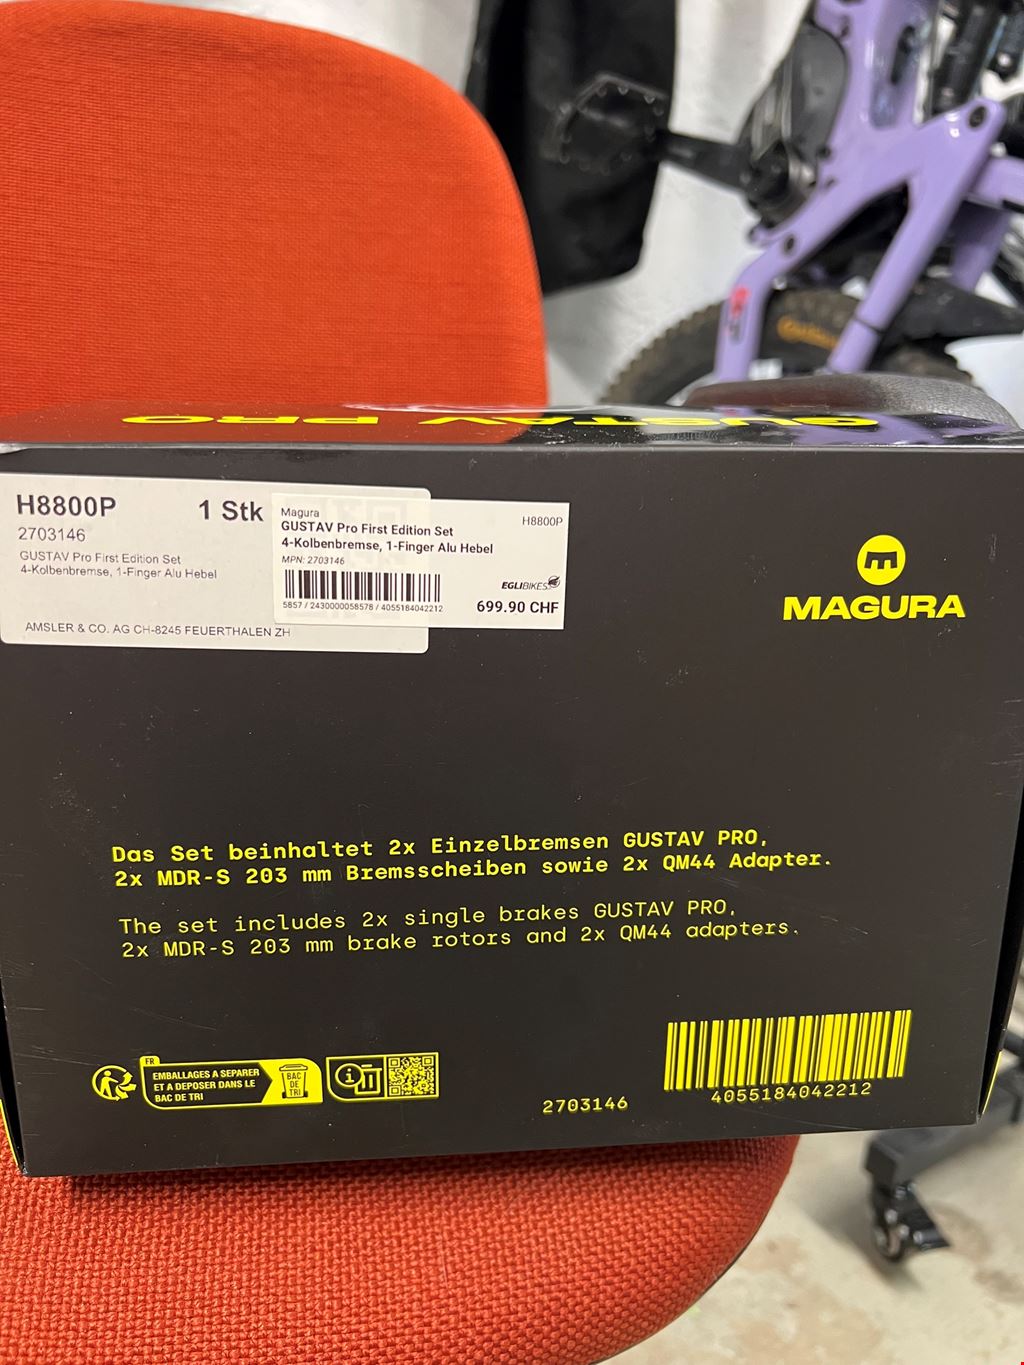 GUSTAV PRO
H8800P 1 Stk
2703146
GUSTAV Pro First Edition Set
4-Kolbenbremse, 1-Finger Alu Hebel
AMSLER & CO. AG CH-8245 FEUERTHALEN ZH
Magura H8800P
GUSTAV Pro First Edition Set
4-Kolbenbremse, 1-Finger Alu Hebel
MPN: 2703146
EGLIBIKES
5857 / 2430000058578 / 4055184042212
699.90 CHF
MAGURA
Das Set beinhaltet 2x Einzelbremsen GUSTAV PRO,
2x MDR-S 203 mm Bremsscheiben sowie 2x QM44 Adapter.
The set includes 2x single brakes GUSTAV PRO,
2x MDR-S 203 mm brake rotors and 2x QM44 adapters.
FR
EMBALLAGES A SEPARER
ET A DEPOSER DANS LE
BAC DE TRI
BAC
DE
TRI
2703146
4055184042212